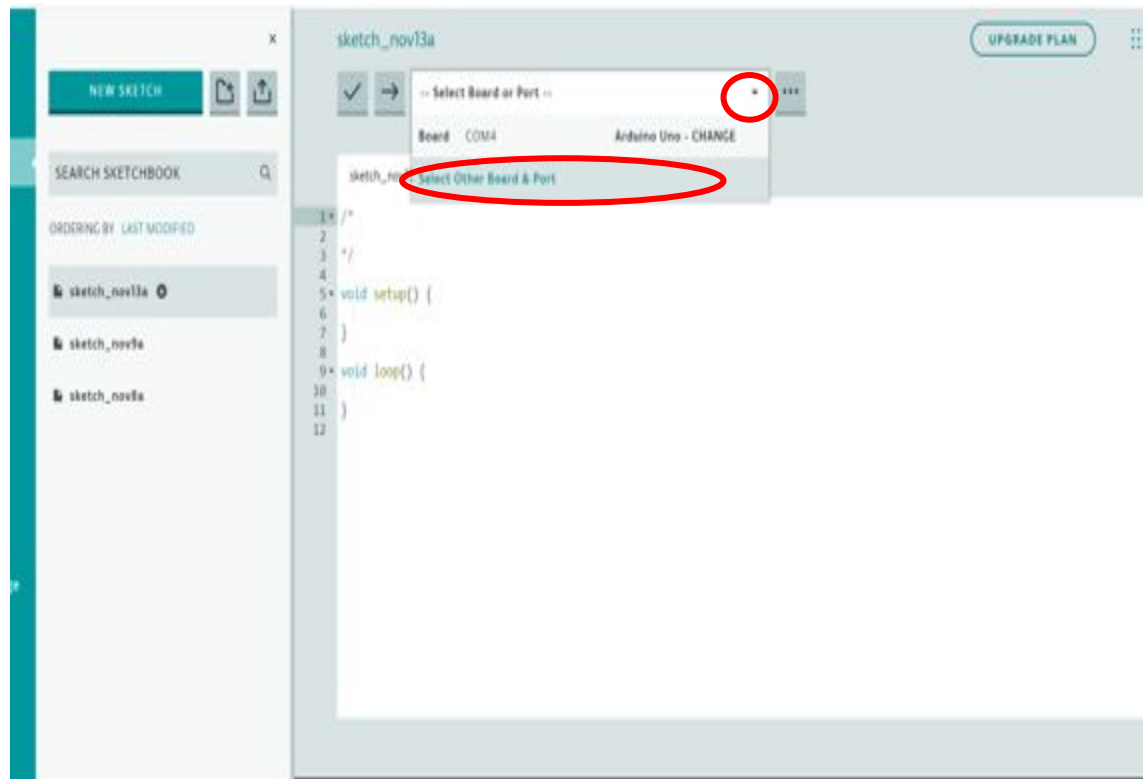 x
NEW SKETCH
SEARCH SKETCHBOOK
ORDERING BY LAST MODIFIED
sketch_nov13a
sketch_nov9a
sketch_nov8a
sketch_nov13a
UPGRADE PLAN
-- Select Board or Port --
Board COM4 Arduino Uno - CHANGE
Select Other Board & Port
1 /*
2
3 */
4
5 void setup() {
6
7 }
8
9 void loop() {
10
11 }
12